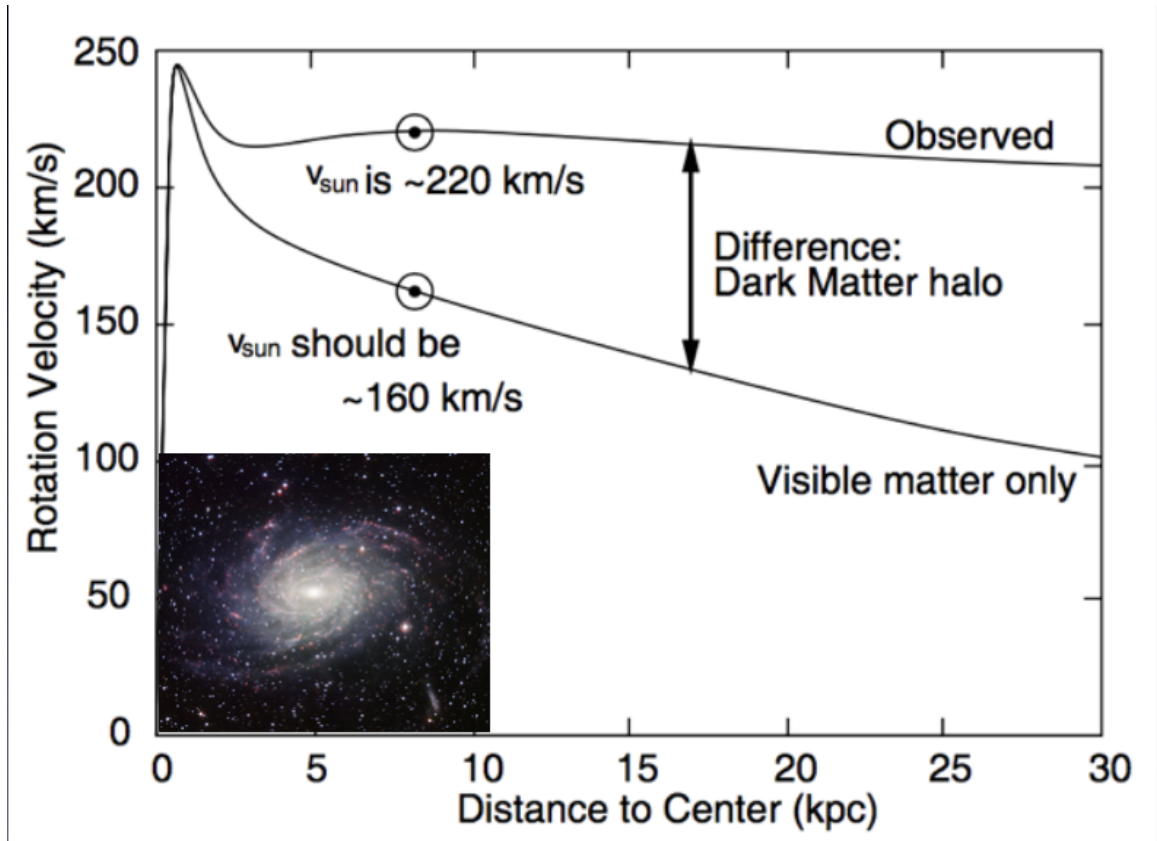 250
200
150
100
50
0
Rotation Velocity (km/s)
Observed
vsun is ~220 km/s
Difference:
Dark Matter halo
vsun should be
~160 km/s
Visible matter only
0 5 10 15 20 25 30
Distance to Center (kpc)